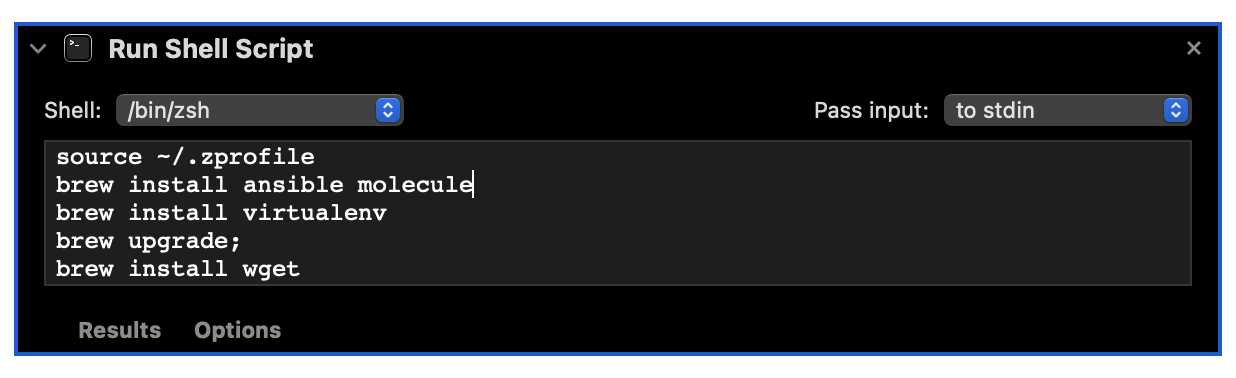 Run Shell Script
Shell: /bin/zsh Pass input: to stdin
source ~/.zprofile
brew install ansible molecule
brew install virtualenv
brew upgrade;
brew install wget
Results Options